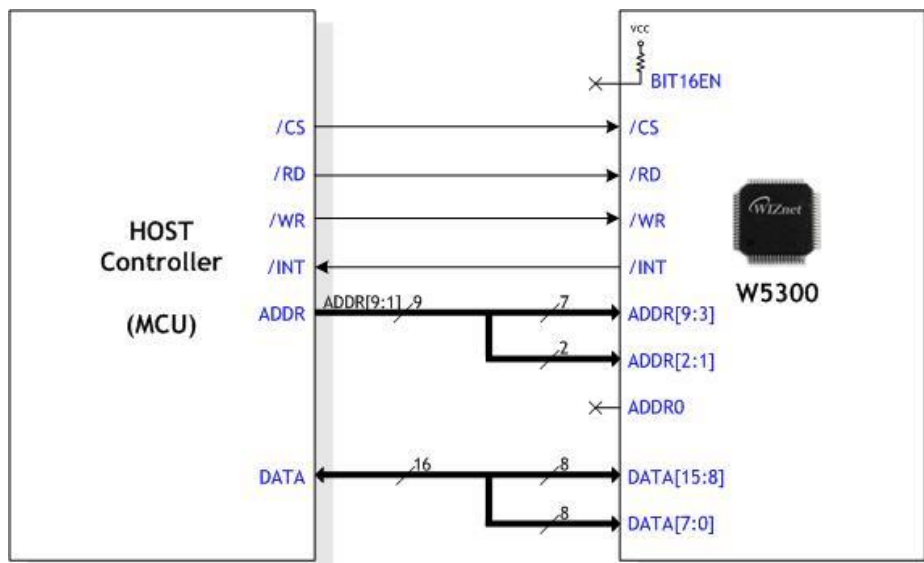 vcc
BIT16EN
/CS
/CS
/RD
/RD
/WR
/WR
/INT
/INT
HOST
Controller
(MCU)
WIZnet
W5300
ADDR
ADDR[9:1]
9
7
ADDR[9:3]
2
ADDR[2:1]
ADDR0
DATA
16
8
DATA[15:8]
8
DATA[7:0]